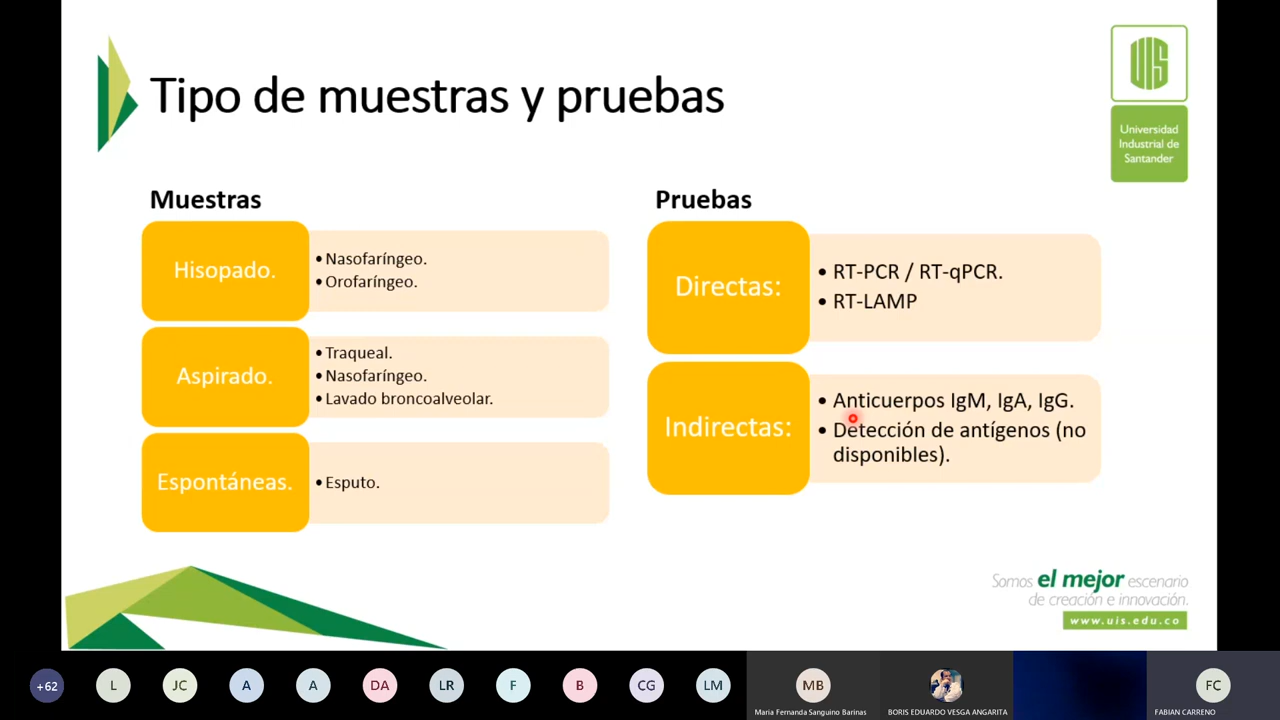 Tipo de muestras y pruebas
UIS
Universidad
Industrial de
Santander
Muestras
Hisopado.
• Nasofaríngeo.
• Orofaríngeo.
Aspirado.
• Traqueal.
• Nasofaríngeo.
• Lavado broncoalveolar.
Espontáneas.
• Esputo.
Pruebas
Directas:
• RT-PCR / RT-qPCR.
• RT-LAMP
Indirectas:
• Anticuerpos IgM, IgA, IgG.
• Detección de antígenos (no
disponibles).
Somos el mejor escenario
de creación e innovación.
www.uis.edu.co
+62
L
JC
A
A
DA
LR
F
B
CG
LM
MB
Maria Fernanda Sanguino Barinas
BORIS EDUARDO VESGA ANGARITA
FC
FABIAN CARRENO